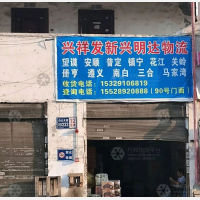 兴祥发新兴明达物流
望谟 安顺 普定 镇宁 花江 关岭
册亨 遵义 南白 三合 马家湾
收货电话：15329106819
查货电话：15528920888（90号门面）